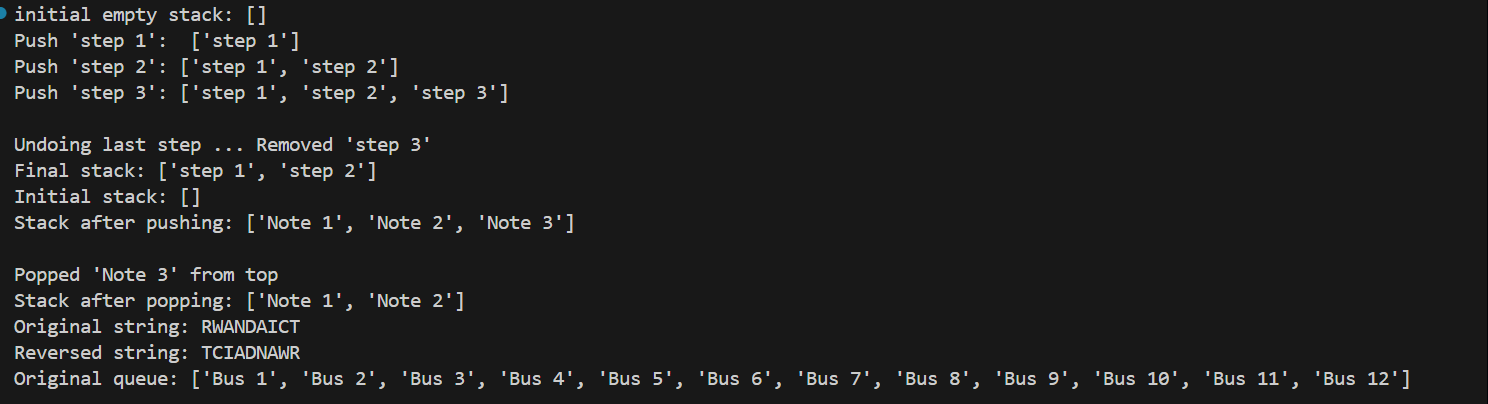 initial empty stack: []
Push 'step 1':  ['step 1']
Push 'step 2': ['step 1', 'step 2']
Push 'step 3': ['step 1', 'step 2', 'step 3']
Undoing last step ... Removed 'step 3'
Final stack: ['step 1', 'step 2']
Initial stack: []
Stack after pushing: ['Note 1', 'Note 2', 'Note 3']
Popped 'Note 3' from top
Stack after popping: ['Note 1', 'Note 2']
Original string: RWANDAICT
Reversed string: TCIADNAWR
Original queue: ['Bus 1', 'Bus 2', 'Bus 3', 'Bus 4', 'Bus 5', 'Bus 6', 'Bus 7', 'Bus 8', 'Bus 9', 'Bus 10', 'Bus 11', 'Bus 12']